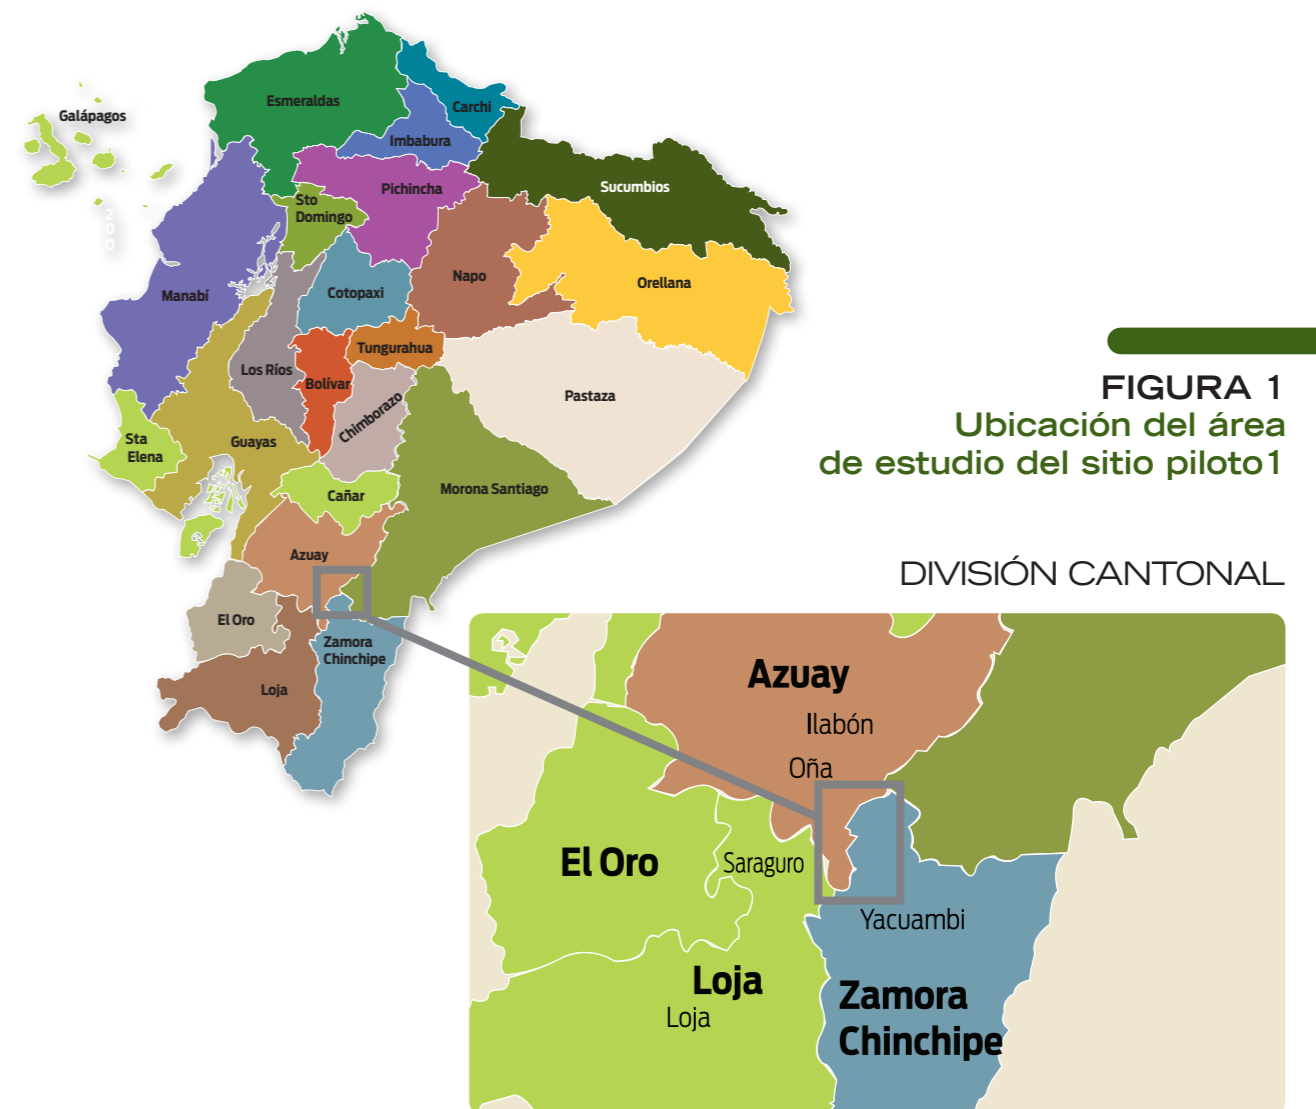 Galápagos
200
Esmeraldas
Carchi
Imbabura
Pichincha
Sucumbios
Sto
Domingo
Napo
Orellana
Manabí
Cotopaxi
Tungurahua
Los Ríos
Bolívar
Chimborazo
Pastaza
Sta
Elena
Guayas
Cañar
Morona Santiago
Azuay
El Oro
Zamora
Chinchipe
Loja
FIGURA 1
Ubicación del área
de estudio del sitio piloto1
DIVISIÓN CANTONAL
Azuay
Ilabón
Oña
El Oro
Saraguro
Yacuambi
Loja
Loja
Zamora
Chinchipe